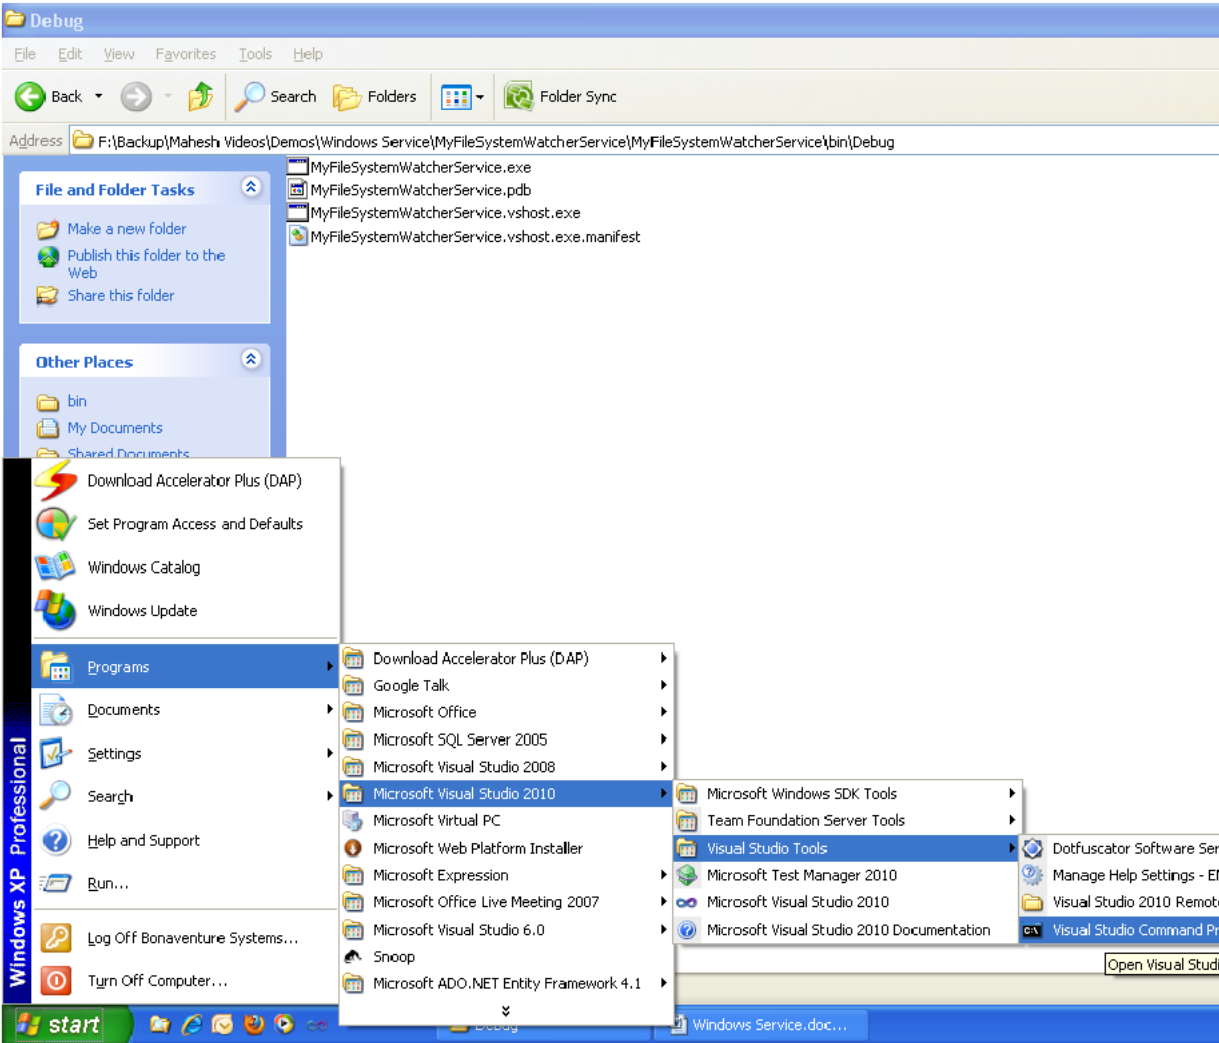 Debug
File Edit View Favorites Tools Help
Back Search Folders Folder Sync
Address F:\Backup\Mahesh Videos\Demos\Windows Service\MyFileSystemWatcherService\MyFileSystemWatcherService\bin\Debug
File and Folder Tasks
Make a new folder
Publish this folder to the
Web
Share this folder
Other Places
bin
My Documents
Shared Documents
MyFileSystemWatcherService.exe
MyFileSystemWatcherService.pdb
MyFileSystemWatcherService.vshost.exe
MyFileSystemWatcherService.vshost.exe.manifest
Windows XP Professional
Download Accelerator Plus (DAP)
Set Program Access and Defaults
Windows Catalog
Windows Update
Programs
Documents
Settings
Search
Help and Support
Run...
Log Off Bonaventure Systems...
Turn Off Computer...
Download Accelerator Plus (DAP)
Google Talk
Microsoft Office
Microsoft SQL Server 2005
Microsoft Visual Studio 2008
Microsoft Visual Studio 2010
Microsoft Virtual PC
Microsoft Web Platform Installer
Microsoft Expression
Microsoft Office Live Meeting 2007
Microsoft Visual Studio 6.0
Snoop
Microsoft ADO.NET Entity Framework 4.1
Microsoft Windows SDK Tools
Team Foundation Server Tools
Visual Studio Tools
Microsoft Test Manager 2010
Microsoft Visual Studio 2010
Microsoft Visual Studio 2010 Documentation
Dotfuscator Software Ser
Manage Help Settings - E
Visual Studio 2010 Remot
Visual Studio Command Pr
Open Visual Studi
start
Debug
Windows Service.doc...